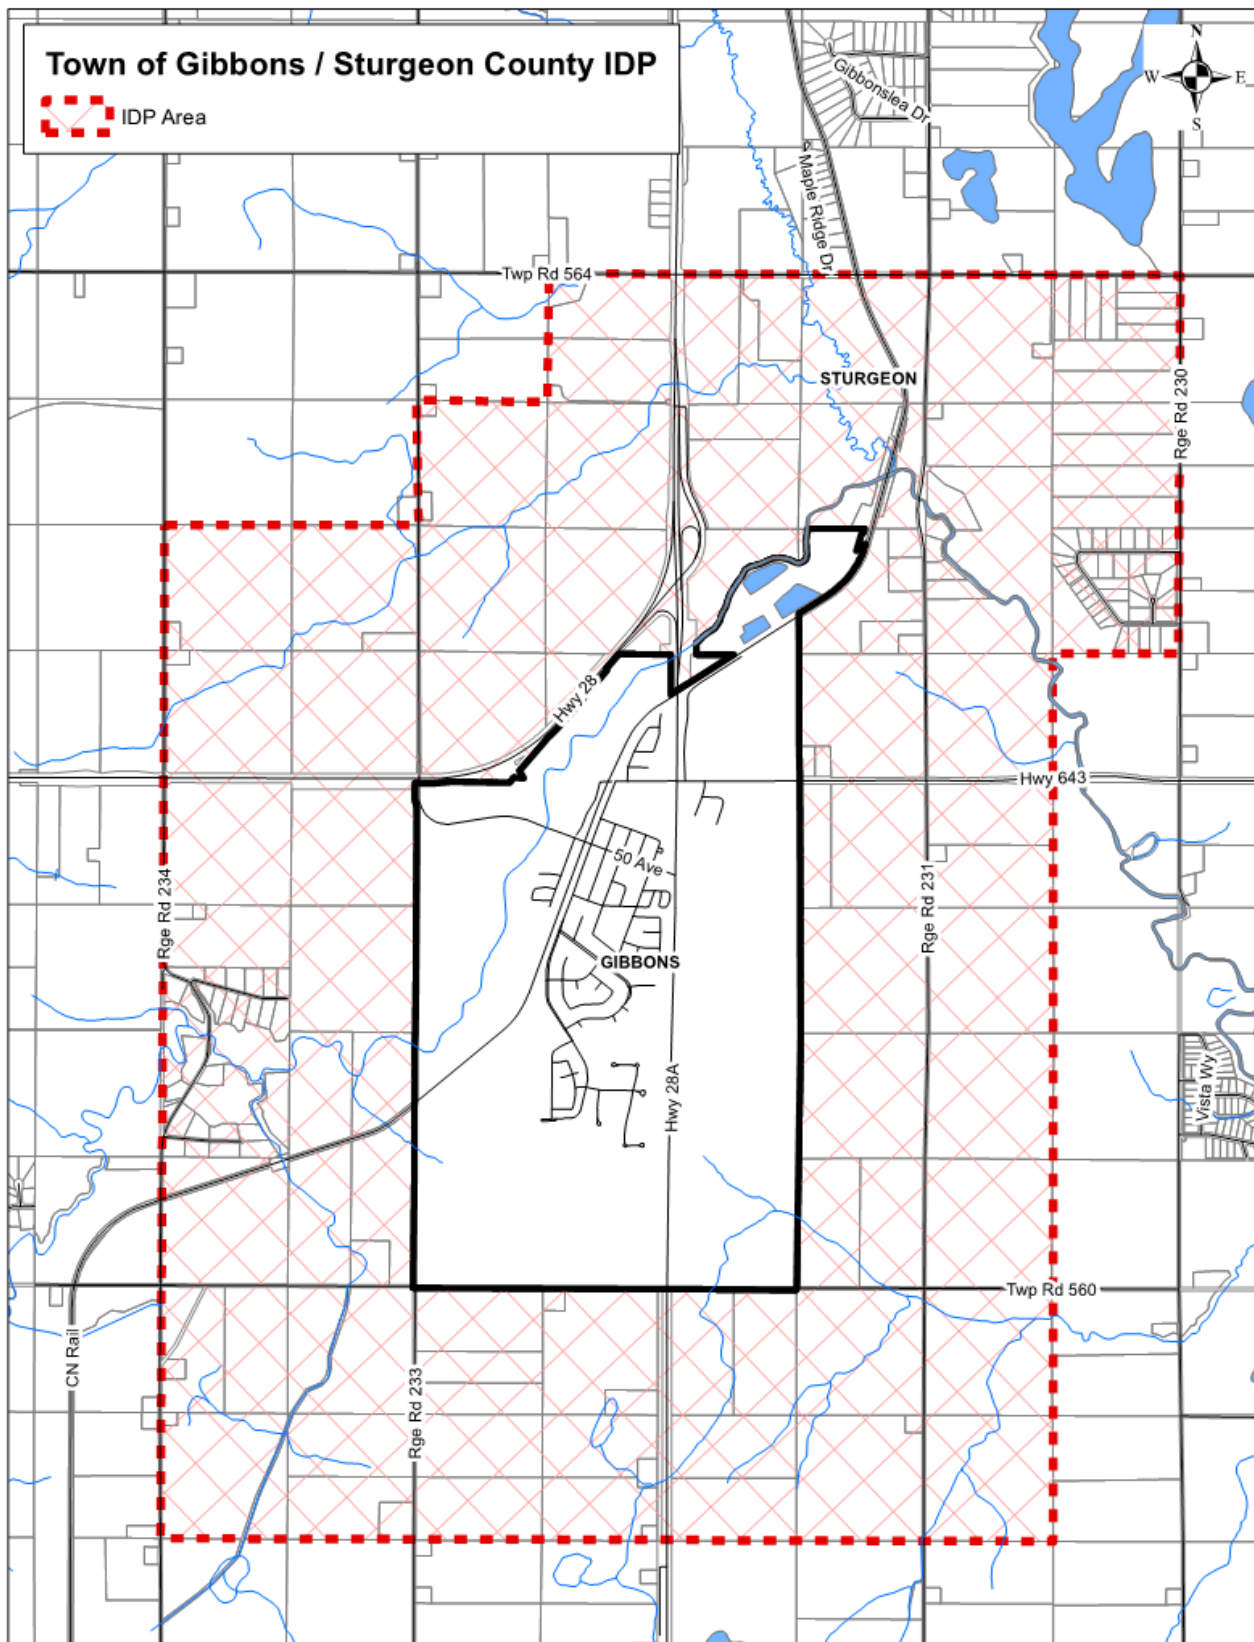 Town of Gibbons / Sturgeon County IDP
IDP Area
N
W
E
S
Gibbonslea Dr
Maple Ridge Dr
Twp Rd 564
STURGEON
Rge Rd 230
Hwy 28
Hwy 643
50 Ave
Rge Rd 234
Rge Rd 231
GIBBONS
Hwy 28A
Vista Wy
Twp Rd 560
CN Rail
Rge Rd 233